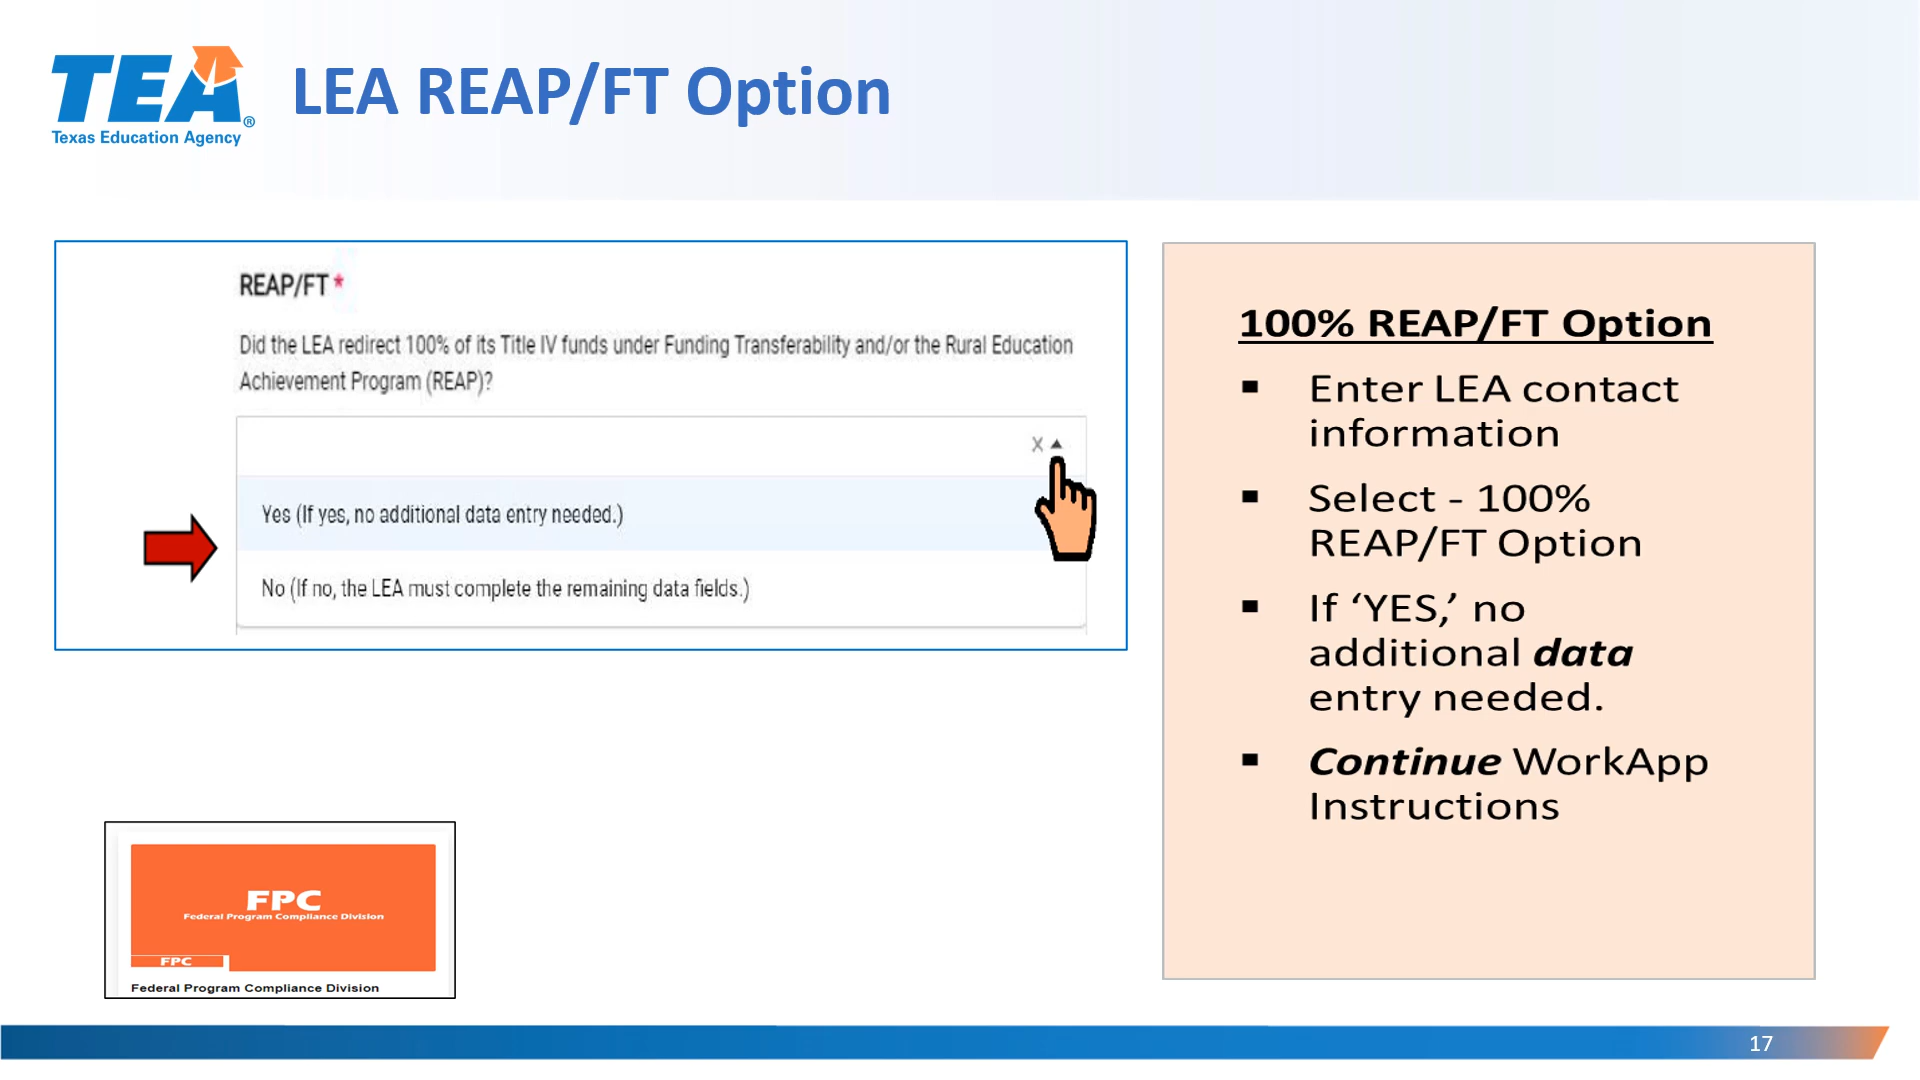 TEA®
Texas Education Agency
LEA REAP/FT Option
REAP/FT *
Did the LEA redirect 100% of its Title IV funds under Funding Transferability and/or the Rural Education
Achievement Program (REAP)?
X
Yes (If yes, no additional data entry needed.)
No (If no, the LEA must complete the remaining data fields.)
100% REAP/FT Option
▪ Enter LEA contact
information
▪ Select - 100%
REAP/FT Option
▪ If ‘YES,’ no
additional data
entry needed.
▪ Continue WorkApp
Instructions
FPC
Federal Program Compliance Division
FPC
Federal Program Compliance Division
17